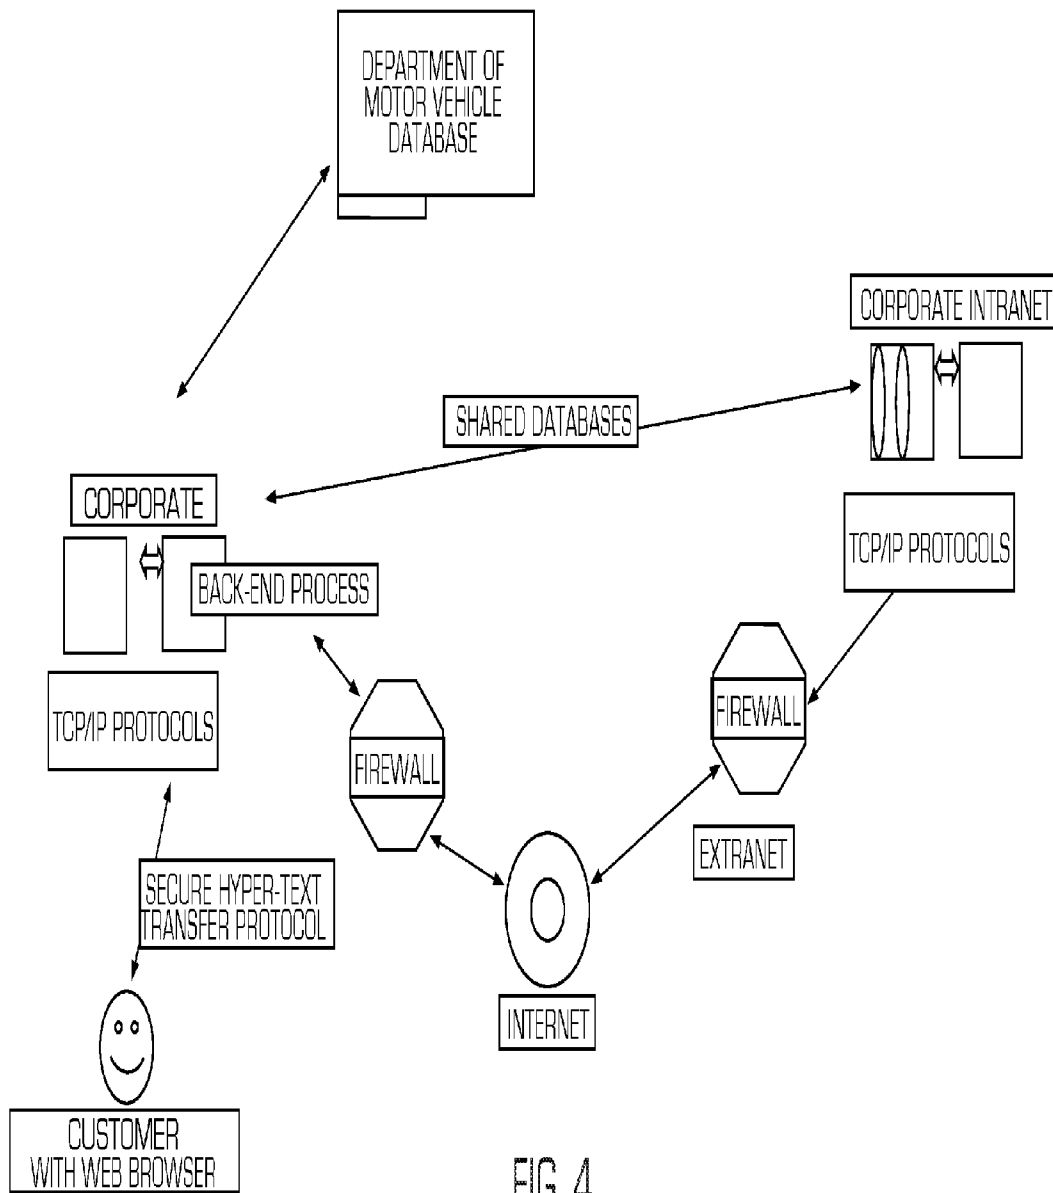 DEPARTMENT OF
MOTOR VEHICLE
DATABASE
CORPORATE INTRANET
SHARED DATABASES
CORPORATE
TCP/IP PROTOCOLS
BACK-END PROCESS
FIREWALL
TCP/IP PROTOCOLS
FIREWALL
EXTRANET
SECURE HYPER-TEXT
TRANSFER PROTOCOL
INTERNET
CUSTOMER
WITH WEB BROWSER
FIG. 4